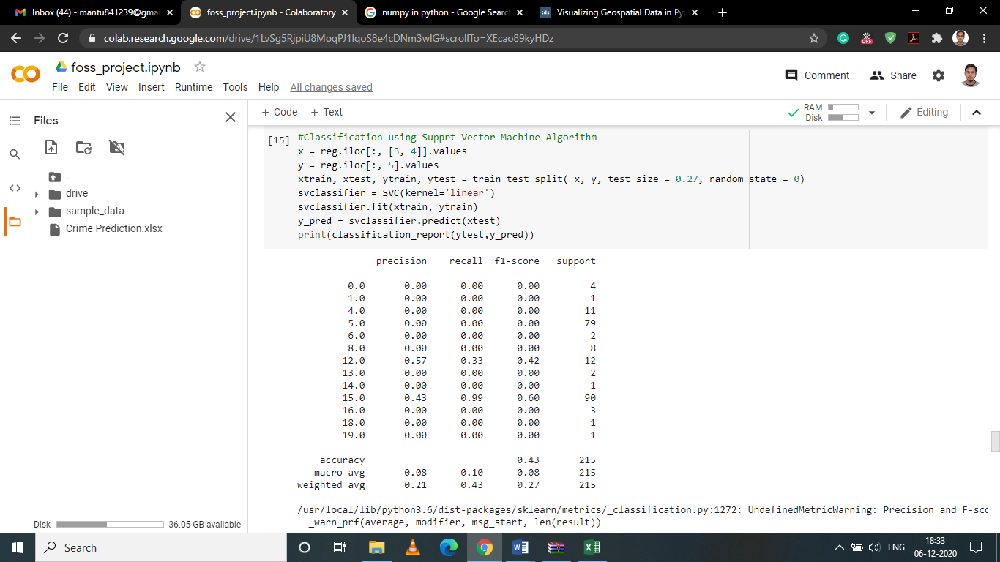 Inbox (44) - mantu841239@gma
foss_project.ipynb - Colaboratory
numpy in python - Google Searc
tds
Visualizing Geospatial Data in Pyt
colab.research.google.com/drive/1LvSg5RjpiU8MoqPJ1IqoS8e4cDNm3wlG#scrollTo=XEcao89kyHDz
OFF
foss_project.ipynb
Comment
Share
File Edit View Insert Runtime Tools Help All changes saved
Files
+ Code + Text
RAM
Disk
Editing
..
drive
sample_data
Crime Prediction.xlsx
[15] #Classification using Supprt Vector Machine Algorithm
x = reg.iloc[:, [3, 4]].values
y = reg.iloc[:, 5].values
xtrain, xtest, ytrain, ytest = train_test_split( x, y, test_size = 0.27, random_state = 0)
svclassifier = SVC(kernel='linear')
svclassifier.fit(xtrain, ytrain)
y_pred = svclassifier.predict(xtest)
print(classification_report(ytest,y_pred))
precision recall f1-score support
0.0 0.00 0.00 0.00 4
1.0 0.00 0.00 0.00 1
4.0 0.00 0.00 0.00 11
5.0 0.00 0.00 0.00 79
6.0 0.00 0.00 0.00 2
8.0 0.00 0.00 0.00 8
12.0 0.57 0.33 0.42 12
13.0 0.00 0.00 0.00 2
14.0 0.00 0.00 0.00 1
15.0 0.43 0.99 0.60 90
16.0 0.00 0.00 0.00 3
18.0 0.00 0.00 0.00 1
19.0 0.00 0.00 0.00 1
accuracy 0.43 215
macro avg 0.08 0.10 0.08 215
weighted avg 0.21 0.43 0.27 215
/usr/local/lib/python3.6/dist-packages/sklearn/metrics/_classification.py:1272: UndefinedMetricWarning: Precision and F-sco
_warn_prf(average, modifier, msg_start, len(result))
Disk 36.05 GB available
Search
ENG
18:33
06-12-2020